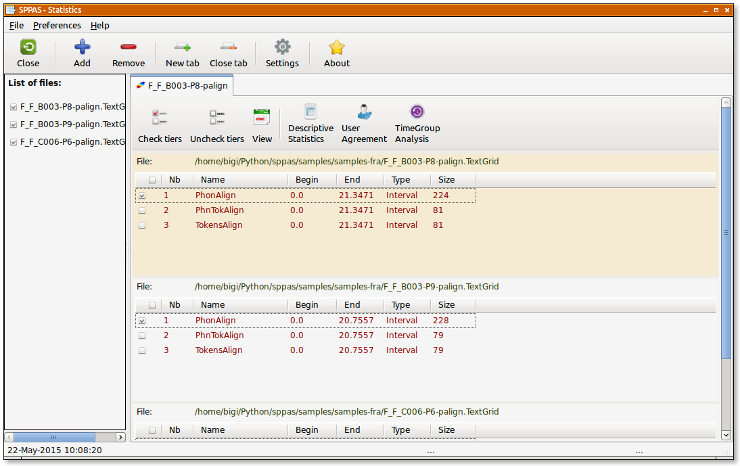 SPPAS - Statistics
File Preferences Help
Close Add Remove New tab Close tab Settings About
List of files:
F_F_B003-P8-palign.TextG
F_F_B003-P9-palign.TextG
F_F_C006-P6-palign.TextG
F_F_B003-P8-palign
Check tiers Uncheck tiers View Descriptive Statistics User Agreement TimeGroup Analysis
File: /home/bigi/Python/sppas/samples/samples-fra/F_F_B003-P8-palign.TextGrid
Nb Name Begin End Type Size
1 PhonAlign 0.0 21.3471 Interval 224
2 PhnTokAlign 0.0 21.3471 Interval 81
3 TokensAlign 0.0 21.3471 Interval 81
File: /home/bigi/Python/sppas/samples/samples-fra/F_F_B003-P9-palign.TextGrid
Nb Name Begin End Type Size
1 PhonAlign 0.0 20.7557 Interval 228
2 PhnTokAlign 0.0 20.7557 Interval 79
3 TokensAlign 0.0 20.7557 Interval 79
File: /home/bigi/Python/sppas/samples/samples-fra/F_F_C006-P6-palign.TextGrid
Nb Name Begin End Type Size
22-May-2015 10:08:20 ... ...